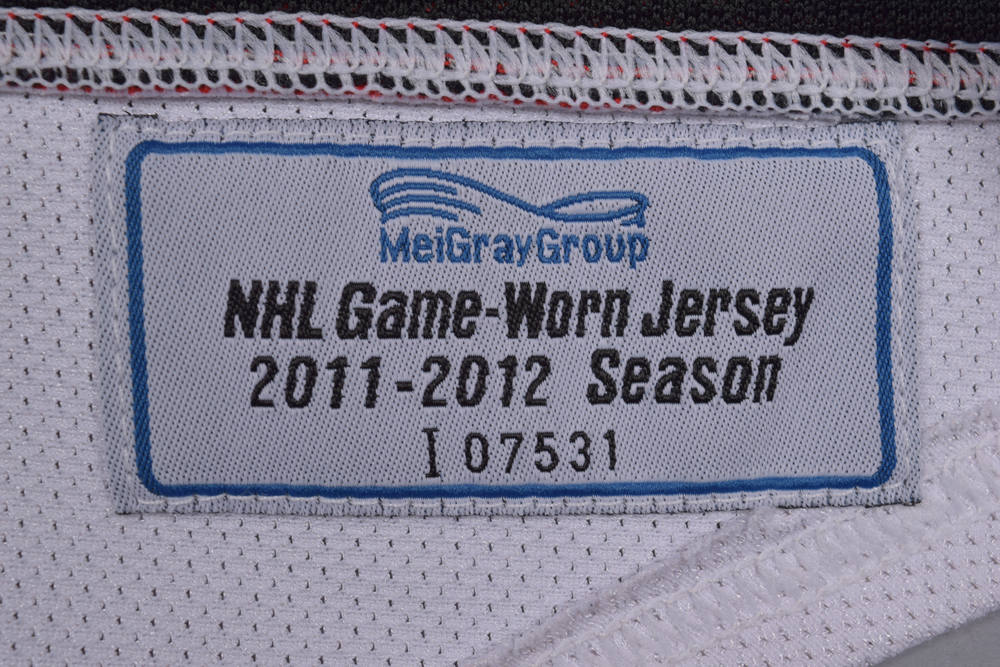 MeiGrayGroup
NHL Game-Worn Jersey
2011-2012 Season
I 07531